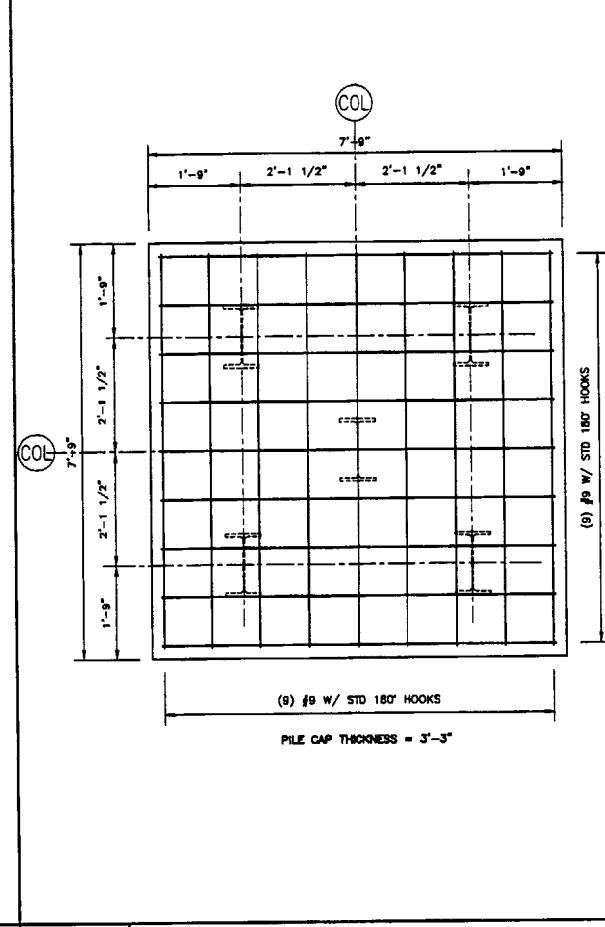 COL
7'-9"
1'-9"
2'-1 1/2"
2'-1 1/2"
1'-9"
1'-9"
2'-1 1/2"
COL
7'-9"
2'-1 1/2"
1'-9"
(9) #9 W/ STD 180° HOOKS
(9) #9 W/ STD 180° HOOKS
PILE CAP THICKNESS = 3'-3"